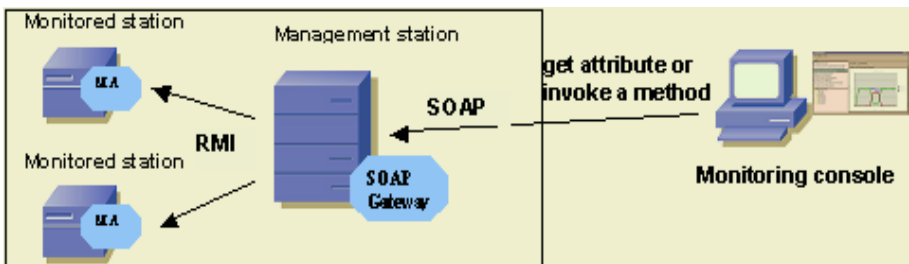 Monitored station
MA
Management station
get attribute or
invoke a method
SOAP
RMI
Monitored station
MA
SOAP
Gateway
Monitoring console